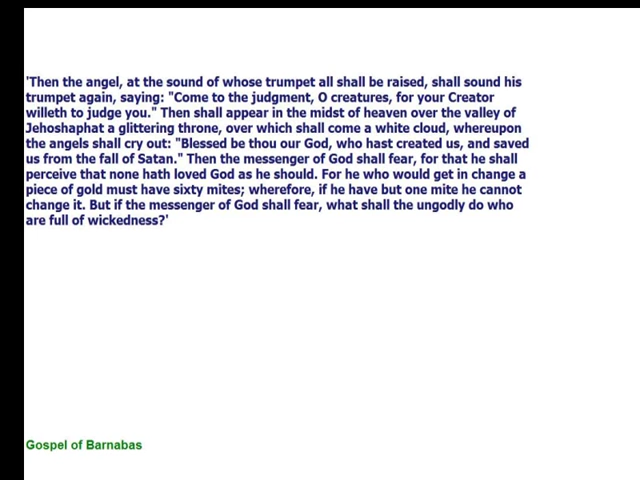 'Then the angel, at the sound of whose trumpet all shall be raised, shall sound his
trumpet again, saying: "Come to the judgment, O creatures, for your Creator
willeth to judge you." Then shall appear in the midst of heaven over the valley of
Jehoshaphat a glittering throne, over which shall come a white cloud, whereupon
the angels shall cry out: "Blessed be thou our God, who hast created us, and saved
us from the fall of Satan." Then the messenger of God shall fear, for that he shall
perceive that none hath loved God as he should. For he who would get in change a
piece of gold must have sixty mites; wherefore, if he have but one mite he cannot
change it. But if the messenger of God shall fear, what shall the ungodly do who
are full of wickedness?'
Gospel of Barnabas